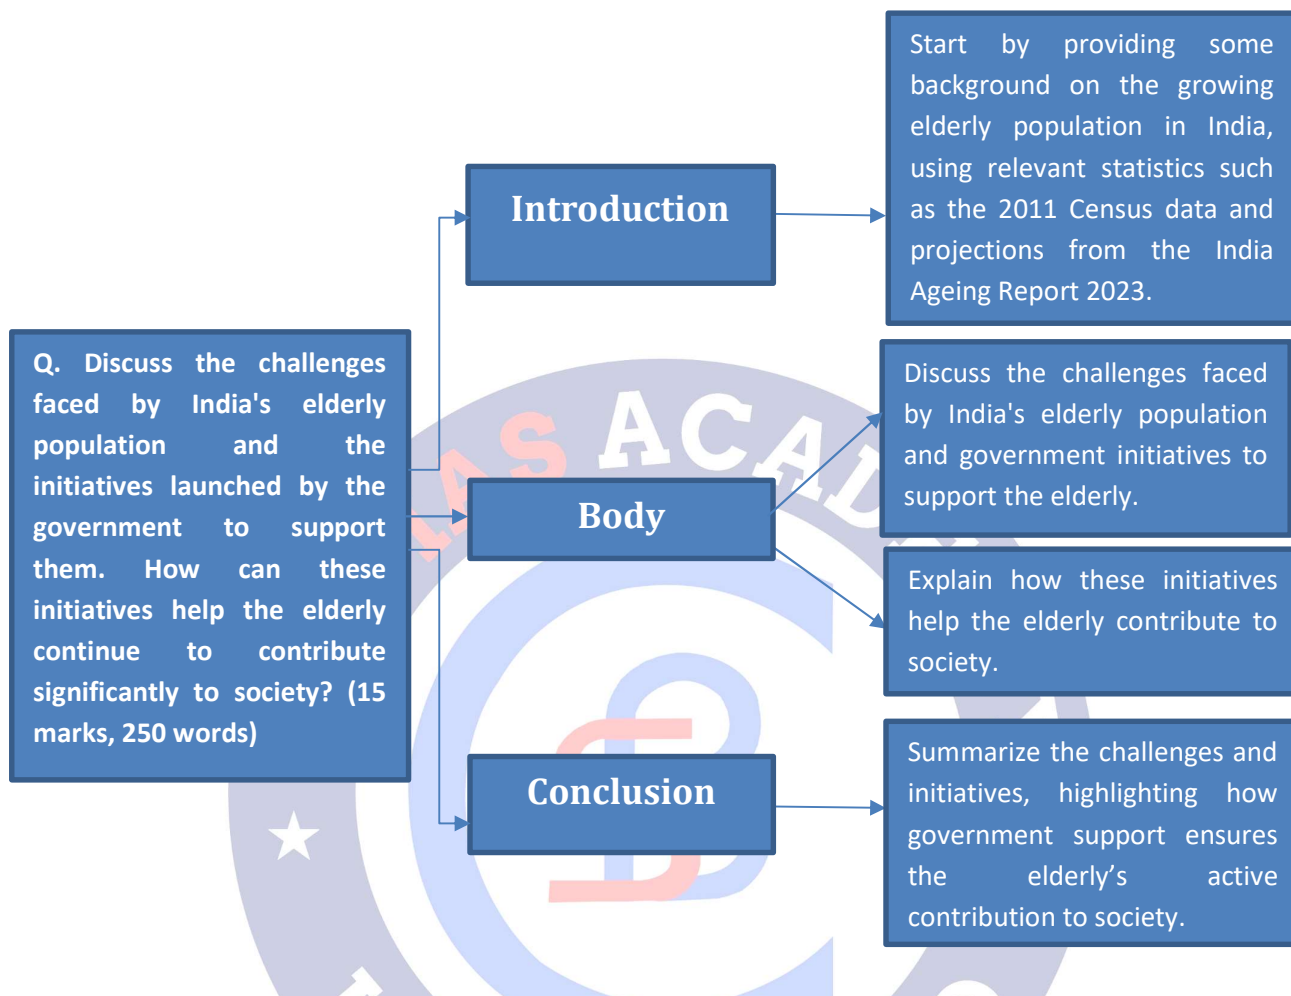 Q. Discuss the challenges
faced by India's elderly
population and the
initiatives launched by the
government to support
them. How can these
initiatives help the elderly
continue to contribute
significantly to society? (15
marks, 250 words)
Introduction
Start by providing some
background on the growing
elderly population in India,
using relevant statistics such
as the 2011 Census data and
projections from the India
Ageing Report 2023.
Body
Discuss the challenges faced
by India's elderly population
and government initiatives to
support the elderly.
Explain how these initiatives
help the elderly contribute to
society.
Conclusion
Summarize the challenges and
initiatives, highlighting how
government support ensures
the elderly’s active
contribution to society.
IAS ACAD